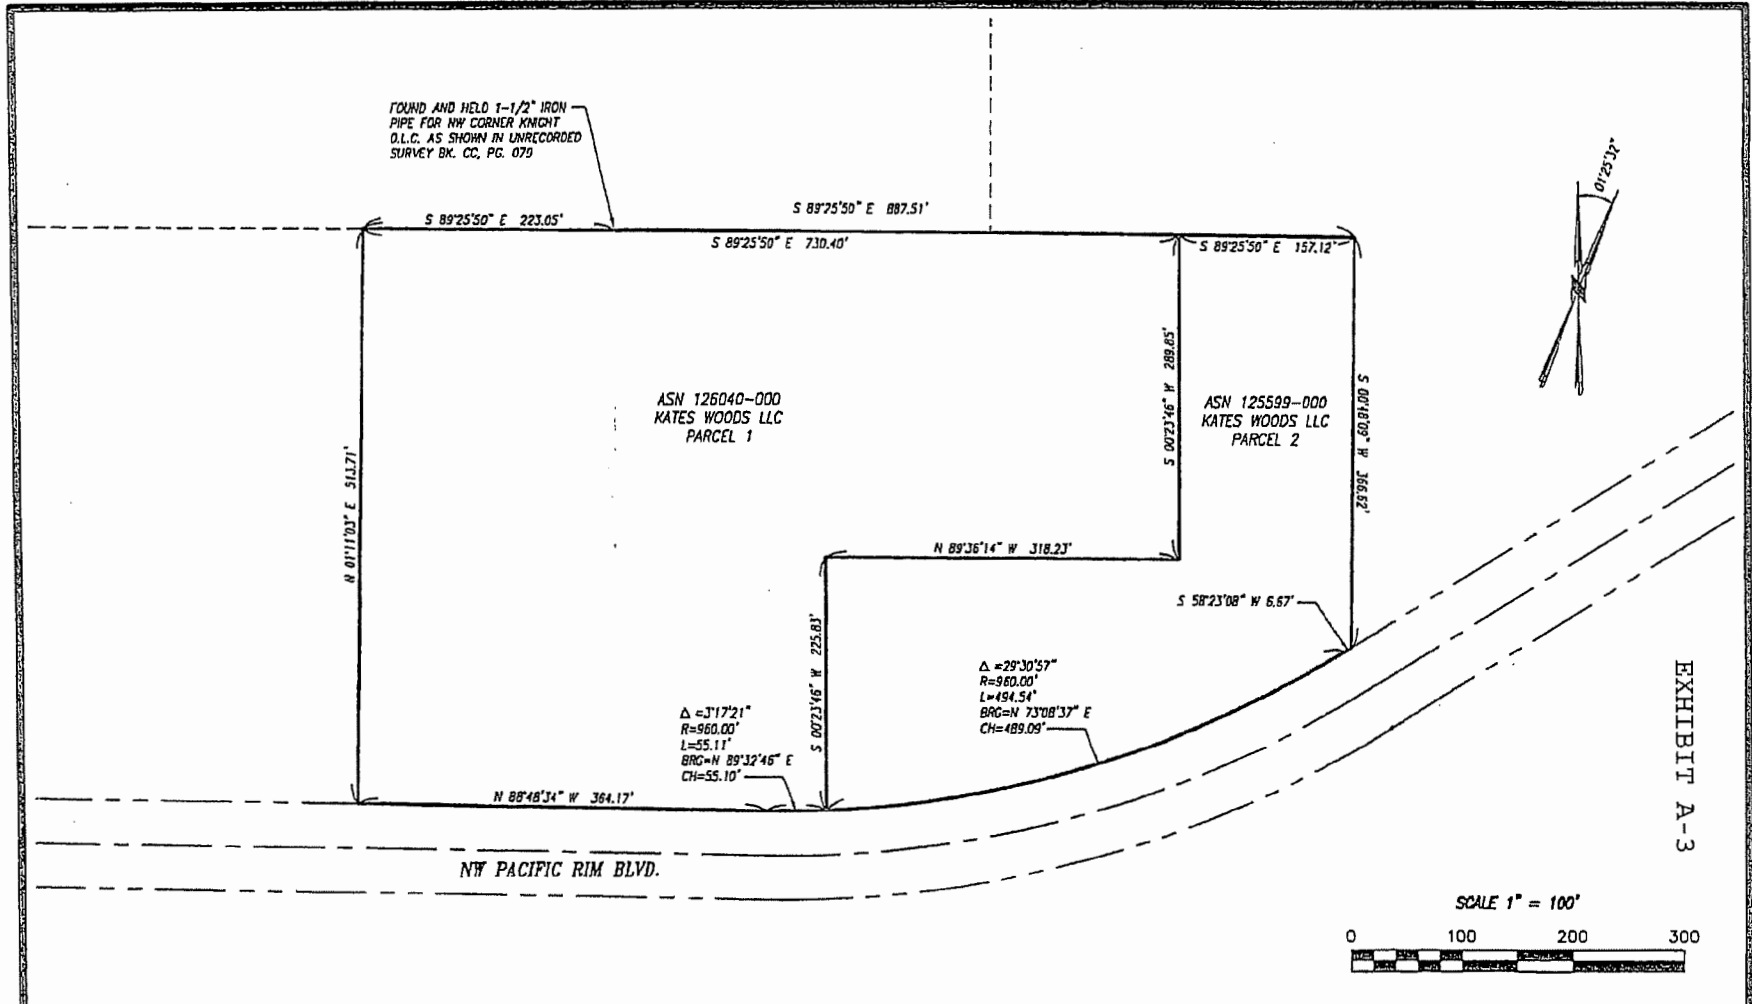 FOUND AND HELD 1-1/2" IRON
PIPE FOR NW CORNER KNIGHT
D.L.C. AS SHOWN IN UNRECORDED
SURVEY BK. CC, PG. 079
01°25'32"
S 89°25'50" E 887.51'
S 89°25'50" E 223.05'
S 89°25'50" E 730.40'
S 89°25'50" E 157.12'
S 00°23'46" W 289.85'
ASN 126040-000
KATES WOODS LLC
PARCEL 1
ASN 125599-000
KATES WOODS LLC
PARCEL 2
S 00°48'09" W 366.62'
N 01°11'03" E 513.71'
N 89°36'14" W 318.23'
S 58°23'08" W 6.67'
S 00°23'46" W 225.83'
Δ =29°30'57"
R=960.00'
L=494.54'
BRG=N 73°08'37" E
CH=489.09'
Δ =3°17'21"
R=960.00'
L=55.11'
BRG=N 89°32'46" E
CH=55.10'
N 88°48'34" W 364.17'
NW PACIFIC RIM BLVD.
EXHIBIT A-3
SCALE 1" = 100'
0 100 200 300